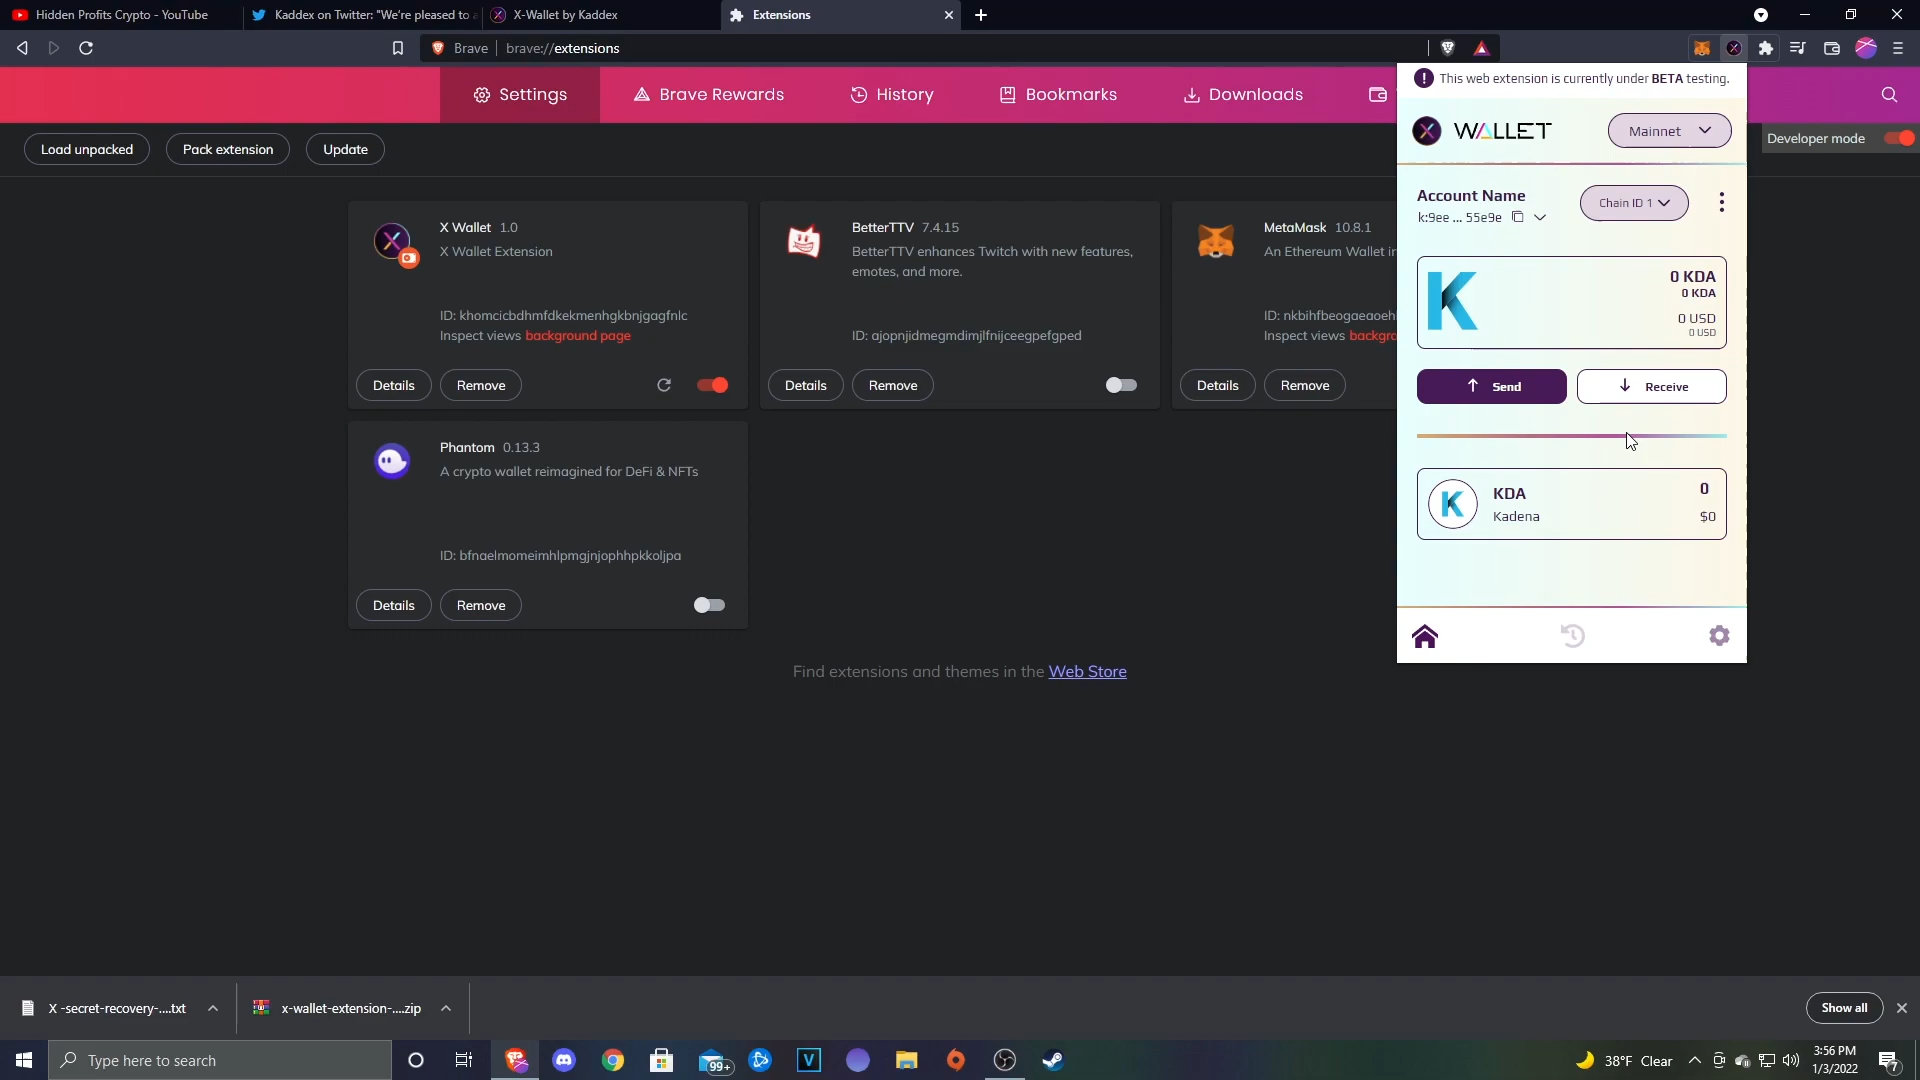 Hidden Profits Crypto - YouTube
Kaddex on Twitter: "We're pleased to a
X-Wallet by Kaddex
Extensions
Brave
brave://extensions
Settings
Brave Rewards
History
Bookmarks
Downloads
Load unpacked
Pack extension
Update
Developer mode
X Wallet 1.0
X Wallet Extension
ID: khomcicbdhmfdkekmenhgkbnjgagfnlc
Inspect views background page
Details
Remove
BetterTTV 7.4.15
BetterTTV enhances Twitch with new features,
emotes, and more.
ID: ajopnjidmegmdimjlfnijceegpefgped
Details
Remove
MetaMask 10.8.1
An Ethereum Wallet in
ID: nkbihfbeogaeaoeh
Inspect views backgro
Details
Remove
Phantom 0.13.3
A crypto wallet reimagined for DeFi & NFTs
ID: bfnaelmomeimhlpmgjnjophhpkkoljpa
Details
Remove
Find extensions and themes in the Web Store
This web extension is currently under BETA testing.
X WALLET
Mainnet
Account Name
k:9ee ... 55e9e
Chain ID 1
0 KDA
0 KDA
0 USD
0 USD
Send
Receive
KDA
0
Kadena
$0
X -secret-recovery-....txt
x-wallet-extension-....zip
Show all
Type here to search
99+
38°F Clear
3:56 PM
1/3/2022
7